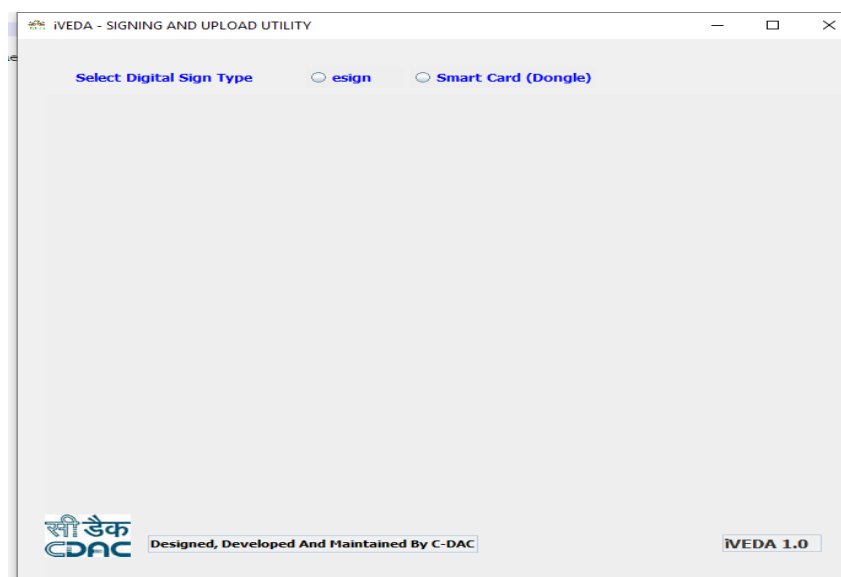 iVEDA - SIGNING AND UPLOAD UTILITY
Select Digital Sign Type esign Smart Card (Dongle)
सी डैक
CDAC
Designed, Developed And Maintained By C-DAC
iVEDA 1.0